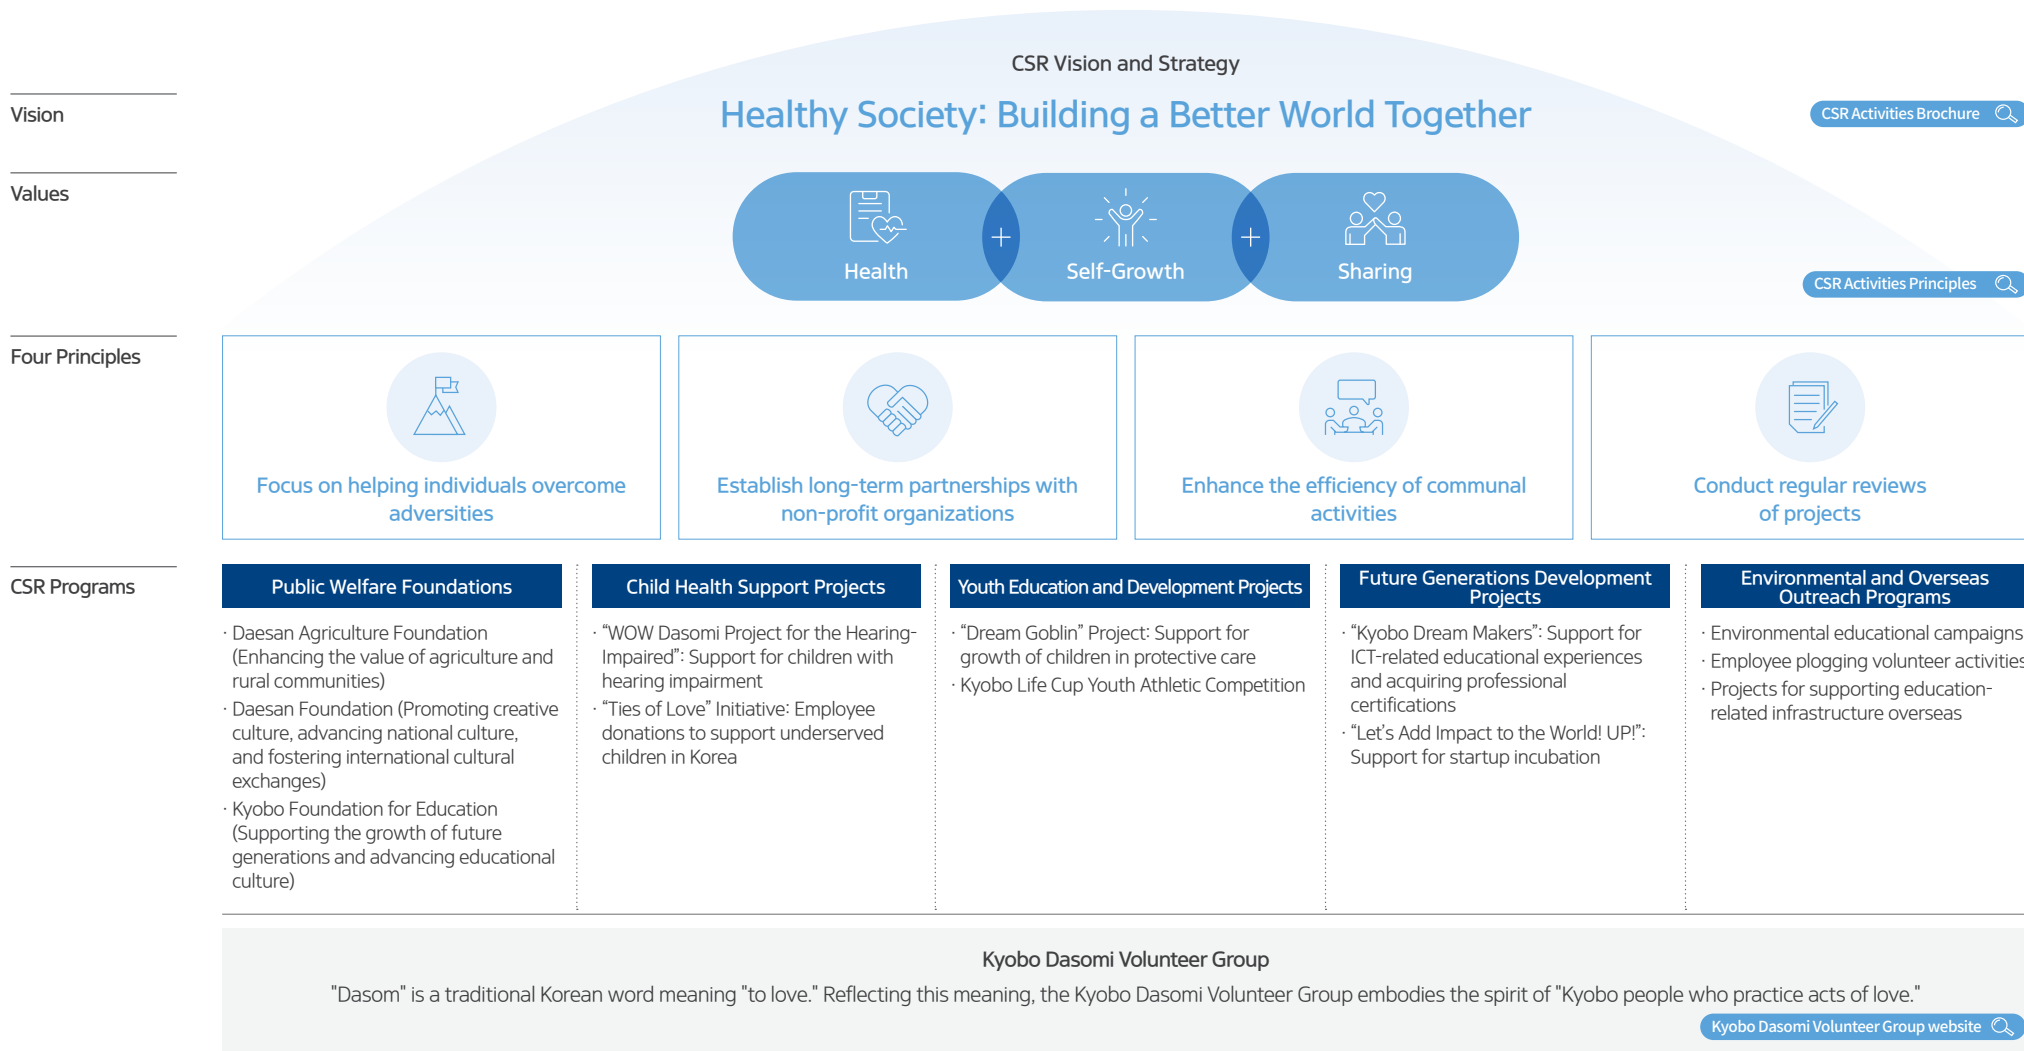 CSR Vision and Strategy
Vision
Healthy Society: Building a Better World Together
CSR Activities Brochure
Values
Health
+
Self-Growth
+
Sharing
CSR Activities Principles
Four Principles
Focus on helping individuals overcome
adversities
Establish long-term partnerships with
non-profit organizations
Enhance the efficiency of communal
activities
Conduct regular reviews
of projects
CSR Programs
Public Welfare Foundations
· Daesan Agriculture Foundation
(Enhancing the value of agriculture and
rural communities)
· Daesan Foundation (Promoting creative
culture, advancing national culture,
and fostering international cultural
exchanges)
· Kyobo Foundation for Education
(Supporting the growth of future
generations and advancing educational
culture)
Child Health Support Projects
· “WOW Dasomi Project for the Hearing-
Impaired”: Support for children with
hearing impairment
· “Ties of Love” Initiative: Employee
donations to support underserved
children in Korea
Youth Education and Development Projects
· “Dream Goblin” Project: Support for
growth of children in protective care
· Kyobo Life Cup Youth Athletic Competition
Future Generations Development
Projects
· “Kyobo Dream Makers”: Support for
ICT-related educational experiences
and acquiring professional
certifications
· “Let’s Add Impact to the World! UP!”:
Support for startup incubation
Environmental and Overseas
Outreach Programs
· Environmental educational campaigns
· Employee plogging volunteer activities
· Projects for supporting education-
related infrastructure overseas
Kyobo Dasomi Volunteer Group
"Dasom" is a traditional Korean word meaning "to love." Reflecting this meaning, the Kyobo Dasomi Volunteer Group embodies the spirit of "Kyobo people who practice acts of love."
Kyobo Dasomi Volunteer Group website